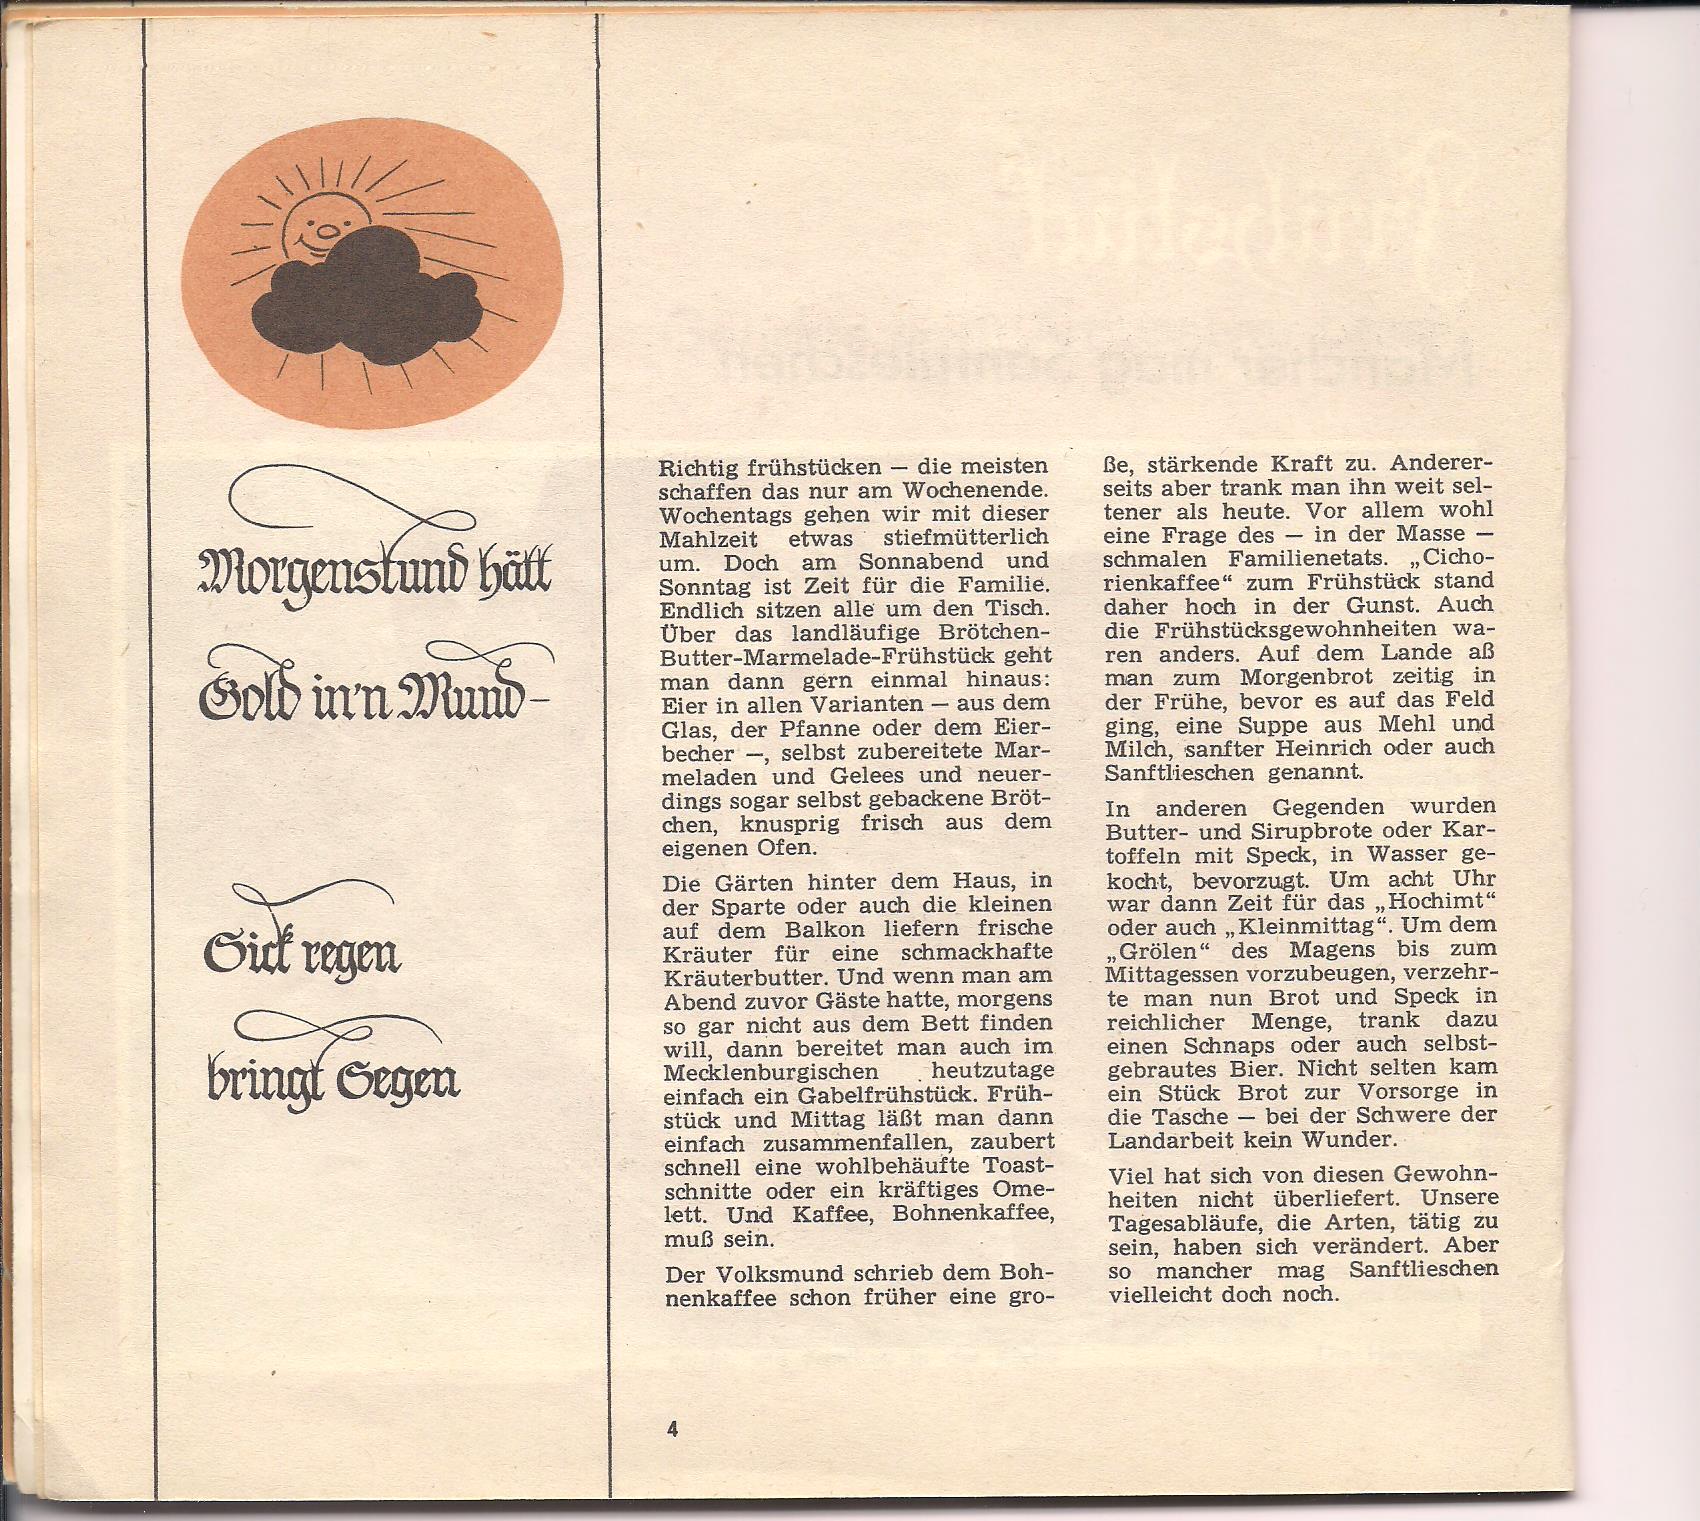 Morgenstund hätt
Gold in'n Mund–
Sick regen
bringt Segen
Richtig frühstücken — die meisten
schaffen das nur am Wochenende.
Wochentags gehen wir mit dieser
Mahlzeit etwas stiefmütterlich
um. Doch am Sonnabend und
Sonntag ist Zeit für die Familie.
Endlich sitzen alle um den Tisch.
Über das landläufige Brötchen-
Butter-Marmelade-Frühstück geht
man dann gern einmal hinaus:
Eier in allen Varianten — aus dem
Glas, der Pfanne oder dem Eier-
becher —, selbst zubereitete Mar-
meladen und Gelees und neuer-
dings sogar selbst gebackene Bröt-
chen, knusprig frisch aus dem
eigenen Ofen.
Die Gärten hinter dem Haus, in
der Sparte oder auch die kleinen
auf dem Balkon liefern frische
Kräuter für eine schmackhafte
Kräuterbutter. Und wenn man am
Abend zuvor Gäste hatte, morgens
so gar nicht aus dem Bett finden
will, dann bereitet man auch im
Mecklenburgischen heutzutage
einfach ein Gabelfrühstück. Früh-
stück und Mittag läßt man dann
einfach zusammenfallen, zaubert
schnell eine wohlbehäufte Toast-
schnitte oder ein kräftiges Ome-
lett. Und Kaffee, Bohnenkaffee,
muß sein.
Der Volksmund schrieb dem Boh-
nenkaffee schon früher eine gro-
ße, stärkende Kraft zu. Anderer-
seits aber trank man ihn weit sel-
tener als heute. Vor allem wohl
eine Frage des — in der Masse —
schmalen Familienetats. „Cicho-
rienkaffee“ zum Frühstück stand
daher hoch in der Gunst. Auch
die Frühstücksgewohnheiten wa-
ren anders. Auf dem Lande aß
man zum Morgenbrot zeitig in
der Frühe, bevor es auf das Feld
ging, eine Suppe aus Mehl und
Milch, sanfter Heinrich oder auch
Sanftlieschen genannt.
In anderen Gegenden wurden
Butter- und Sirupbrote oder Kar-
toffeln mit Speck, in Wasser ge-
kocht, bevorzugt. Um acht Uhr
war dann Zeit für das „Hochimt“
oder auch „Kleinmittag“. Um dem
„Grölen“ des Magens bis zum
Mittagessen vorzubeugen, verzehr-
te man nun Brot und Speck in
reichlicher Menge, trank dazu
einen Schnaps oder auch selbst-
gebrautes Bier. Nicht selten kam
ein Stück Brot zur Vorsorge in
die Tasche — bei der Schwere der
Landarbeit kein Wunder.
Viel hat sich von diesen Gewohn-
heiten nicht überliefert. Unsere
Tagesabläufe, die Arten, tätig zu
sein, haben sich verändert. Aber
so mancher mag Sanftlieschen
vielleicht doch noch.
4